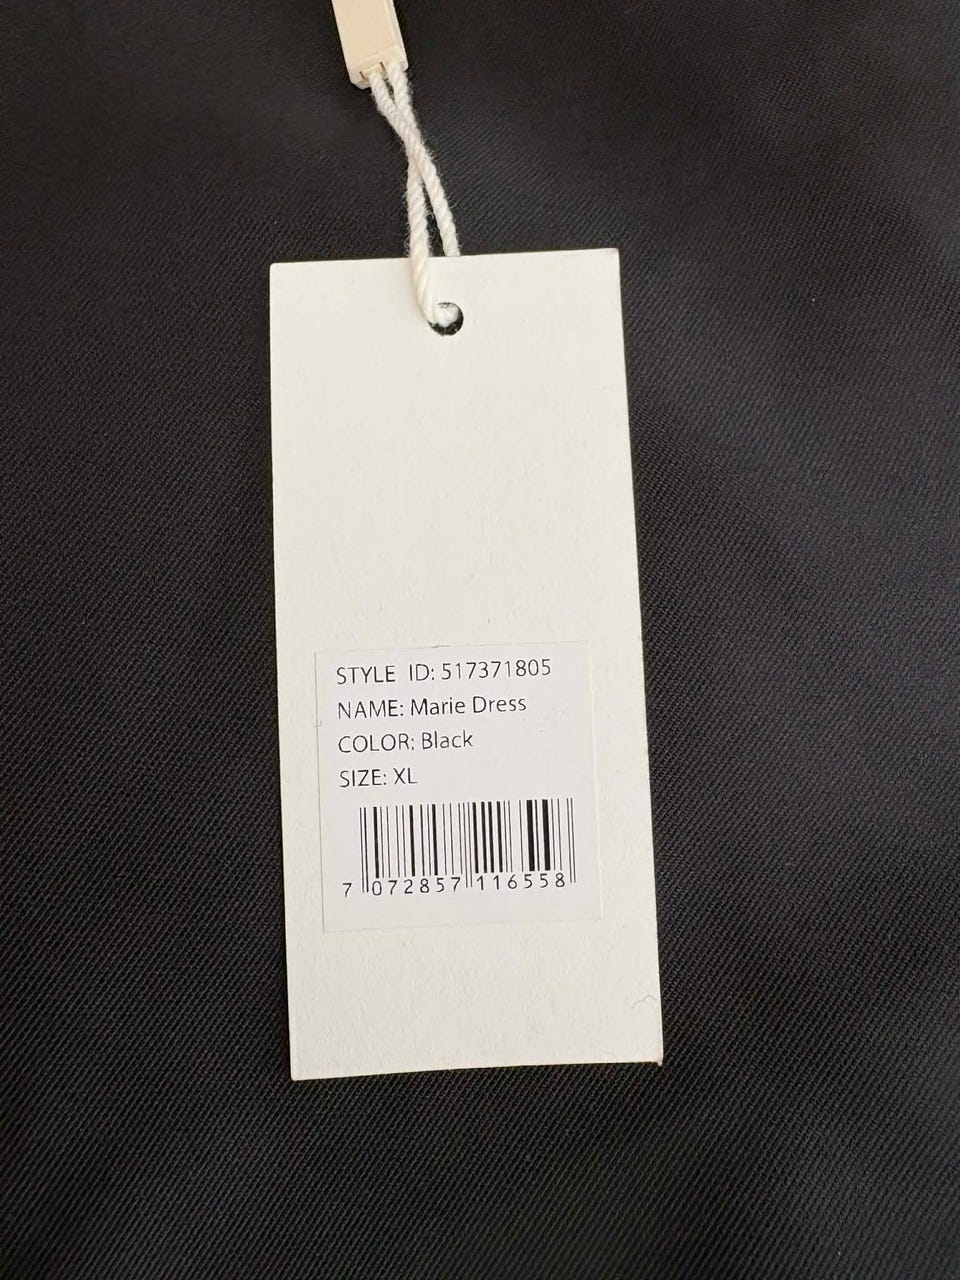 STYLE ID: 517371805
NAME: Marie Dress
COLOR: Black
SIZE: XL
7 072857 116558